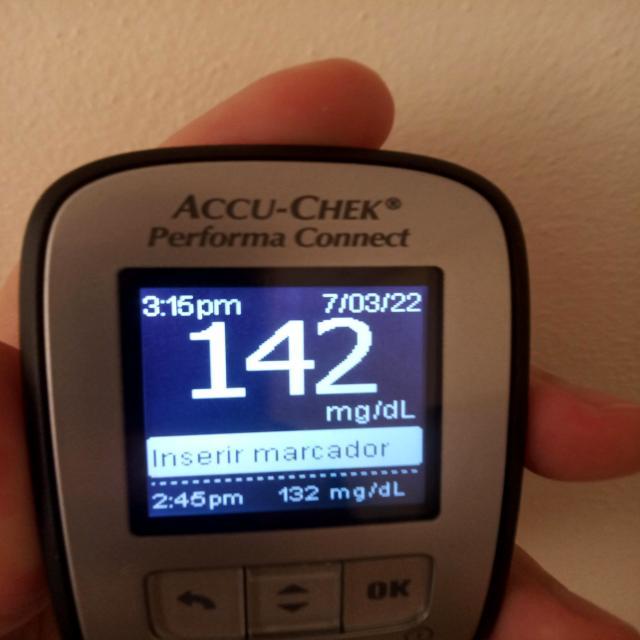 ACCU-CHEK®
Performa Connect
3:15pm 7/03/22
142
mg/dL
Inserir marcador
2:45pm 132 mg/dL
OK